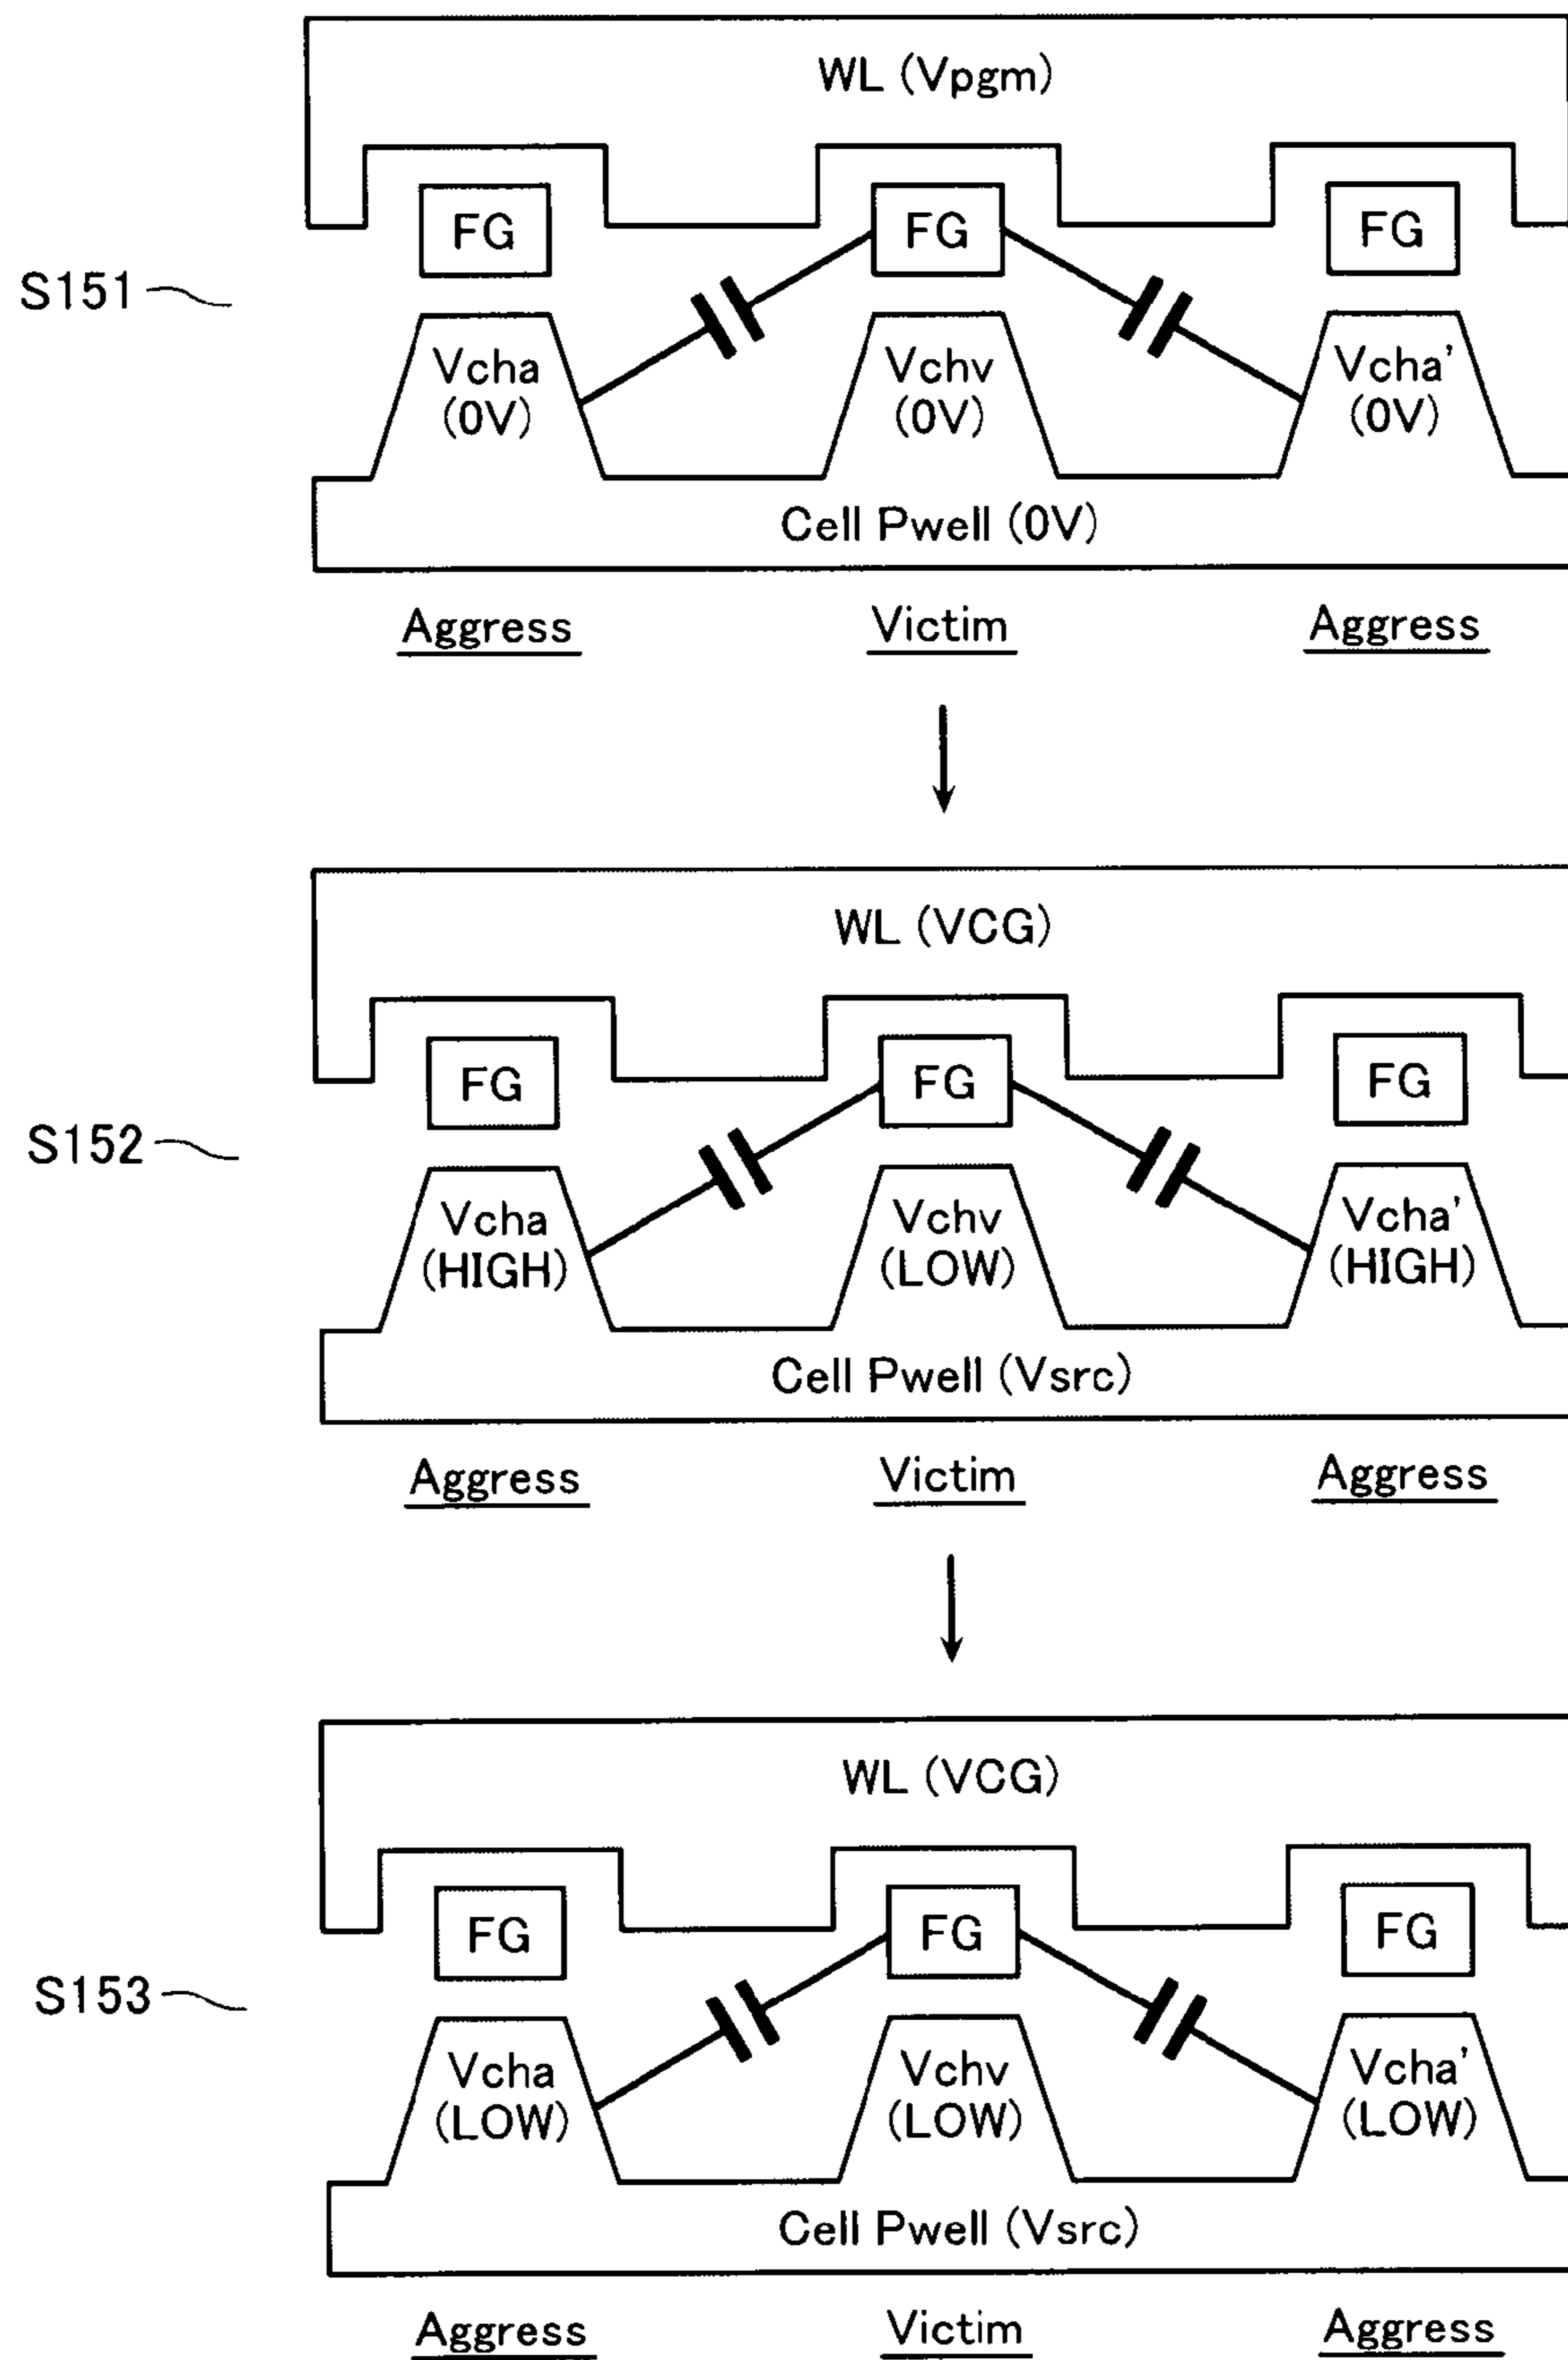 WL (Vpgm)
FG FG FG
S151
Vcha Vchv Vcha'
(0V) (0V) (0V)
Cell Pwell (0V)
Aggress Victim Aggress
WL (VCG)
FG FG FG
S152
Vcha Vchv Vcha'
(HIGH) (LOW) (HIGH)
Cell Pwell (Vsrc)
Aggress Victim Aggress
WL (VCG)
FG FG FG
S153
Vcha Vchv Vcha'
(LOW) (LOW) (LOW)
Cell Pwell (Vsrc)
Aggress Victim Aggress